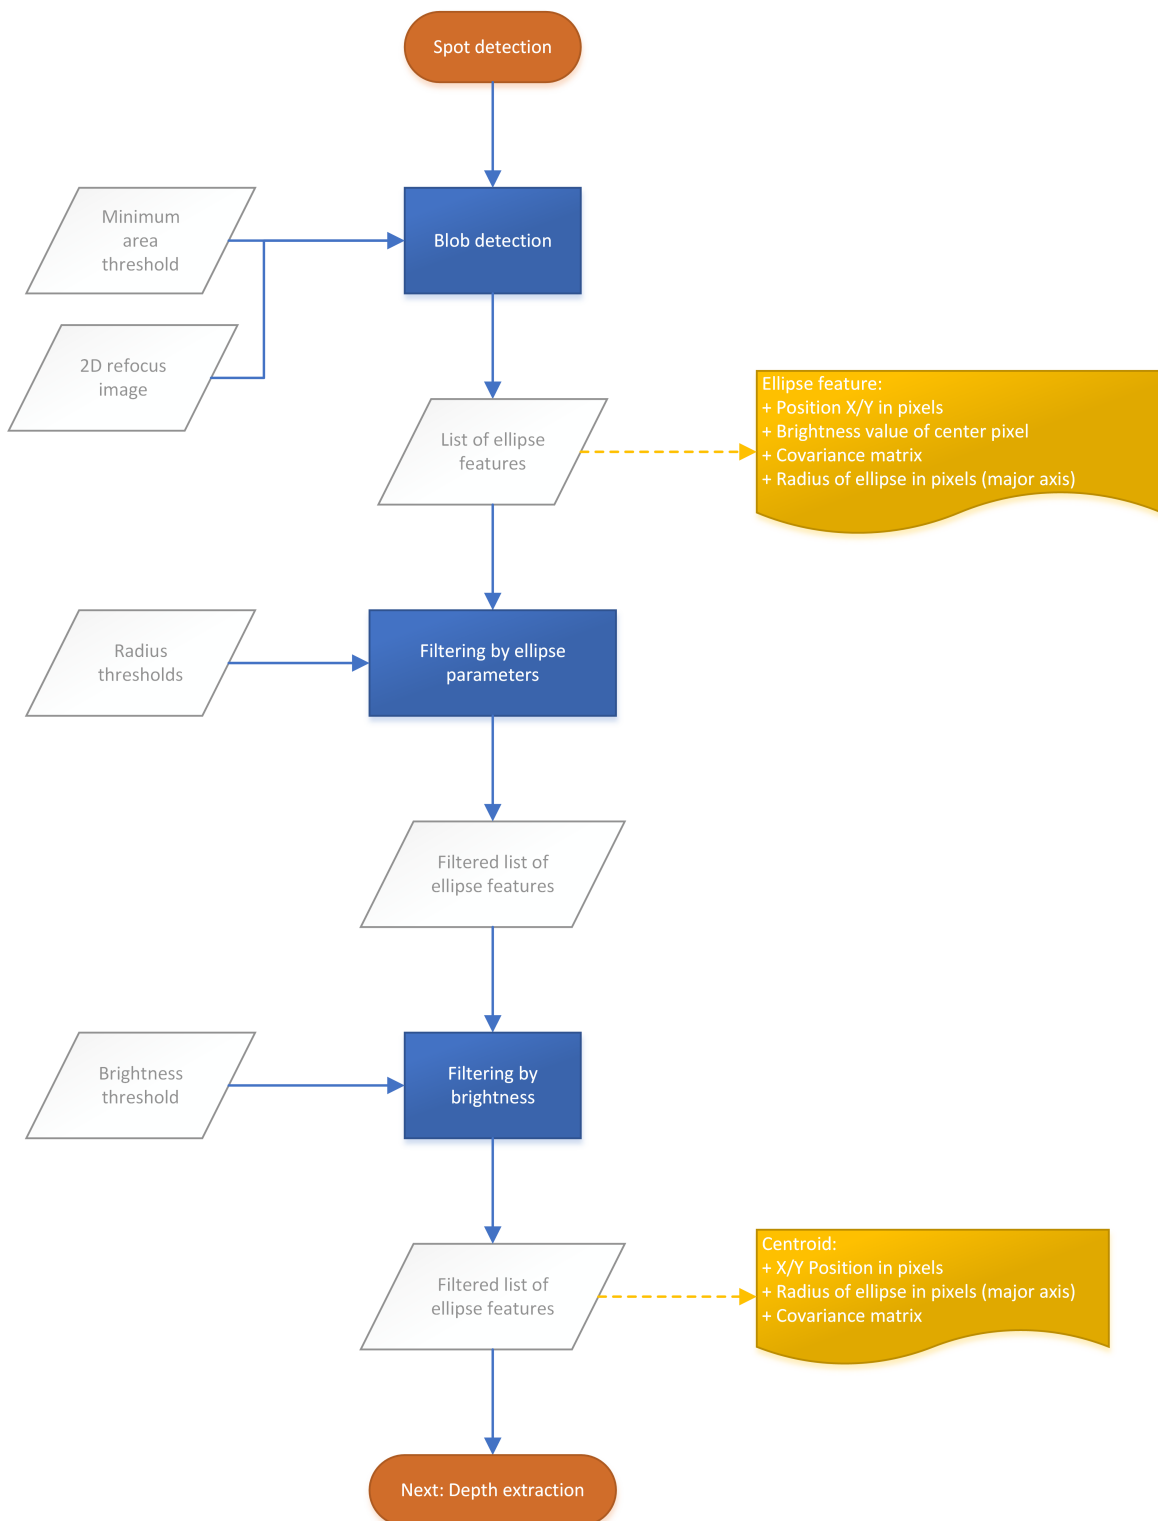 Spot detection
Minimum
area
threshold
Blob detection
2D refocus
image
List of ellipse
features
Ellipse feature:
+ Position X/Y in pixels
+ Brightness value of center pixel
+ Covariance matrix
+ Radius of ellipse in pixels (major axis)
Radius
thresholds
Filtering by ellipse
parameters
Filtered list of
ellipse features
Brightness
threshold
Filtering by
brightness
Filtered list of
ellipse features
Centroid:
+ X/Y Position in pixels
+ Radius of ellipse in pixels (major axis)
+ Covariance matrix
Next: Depth extraction